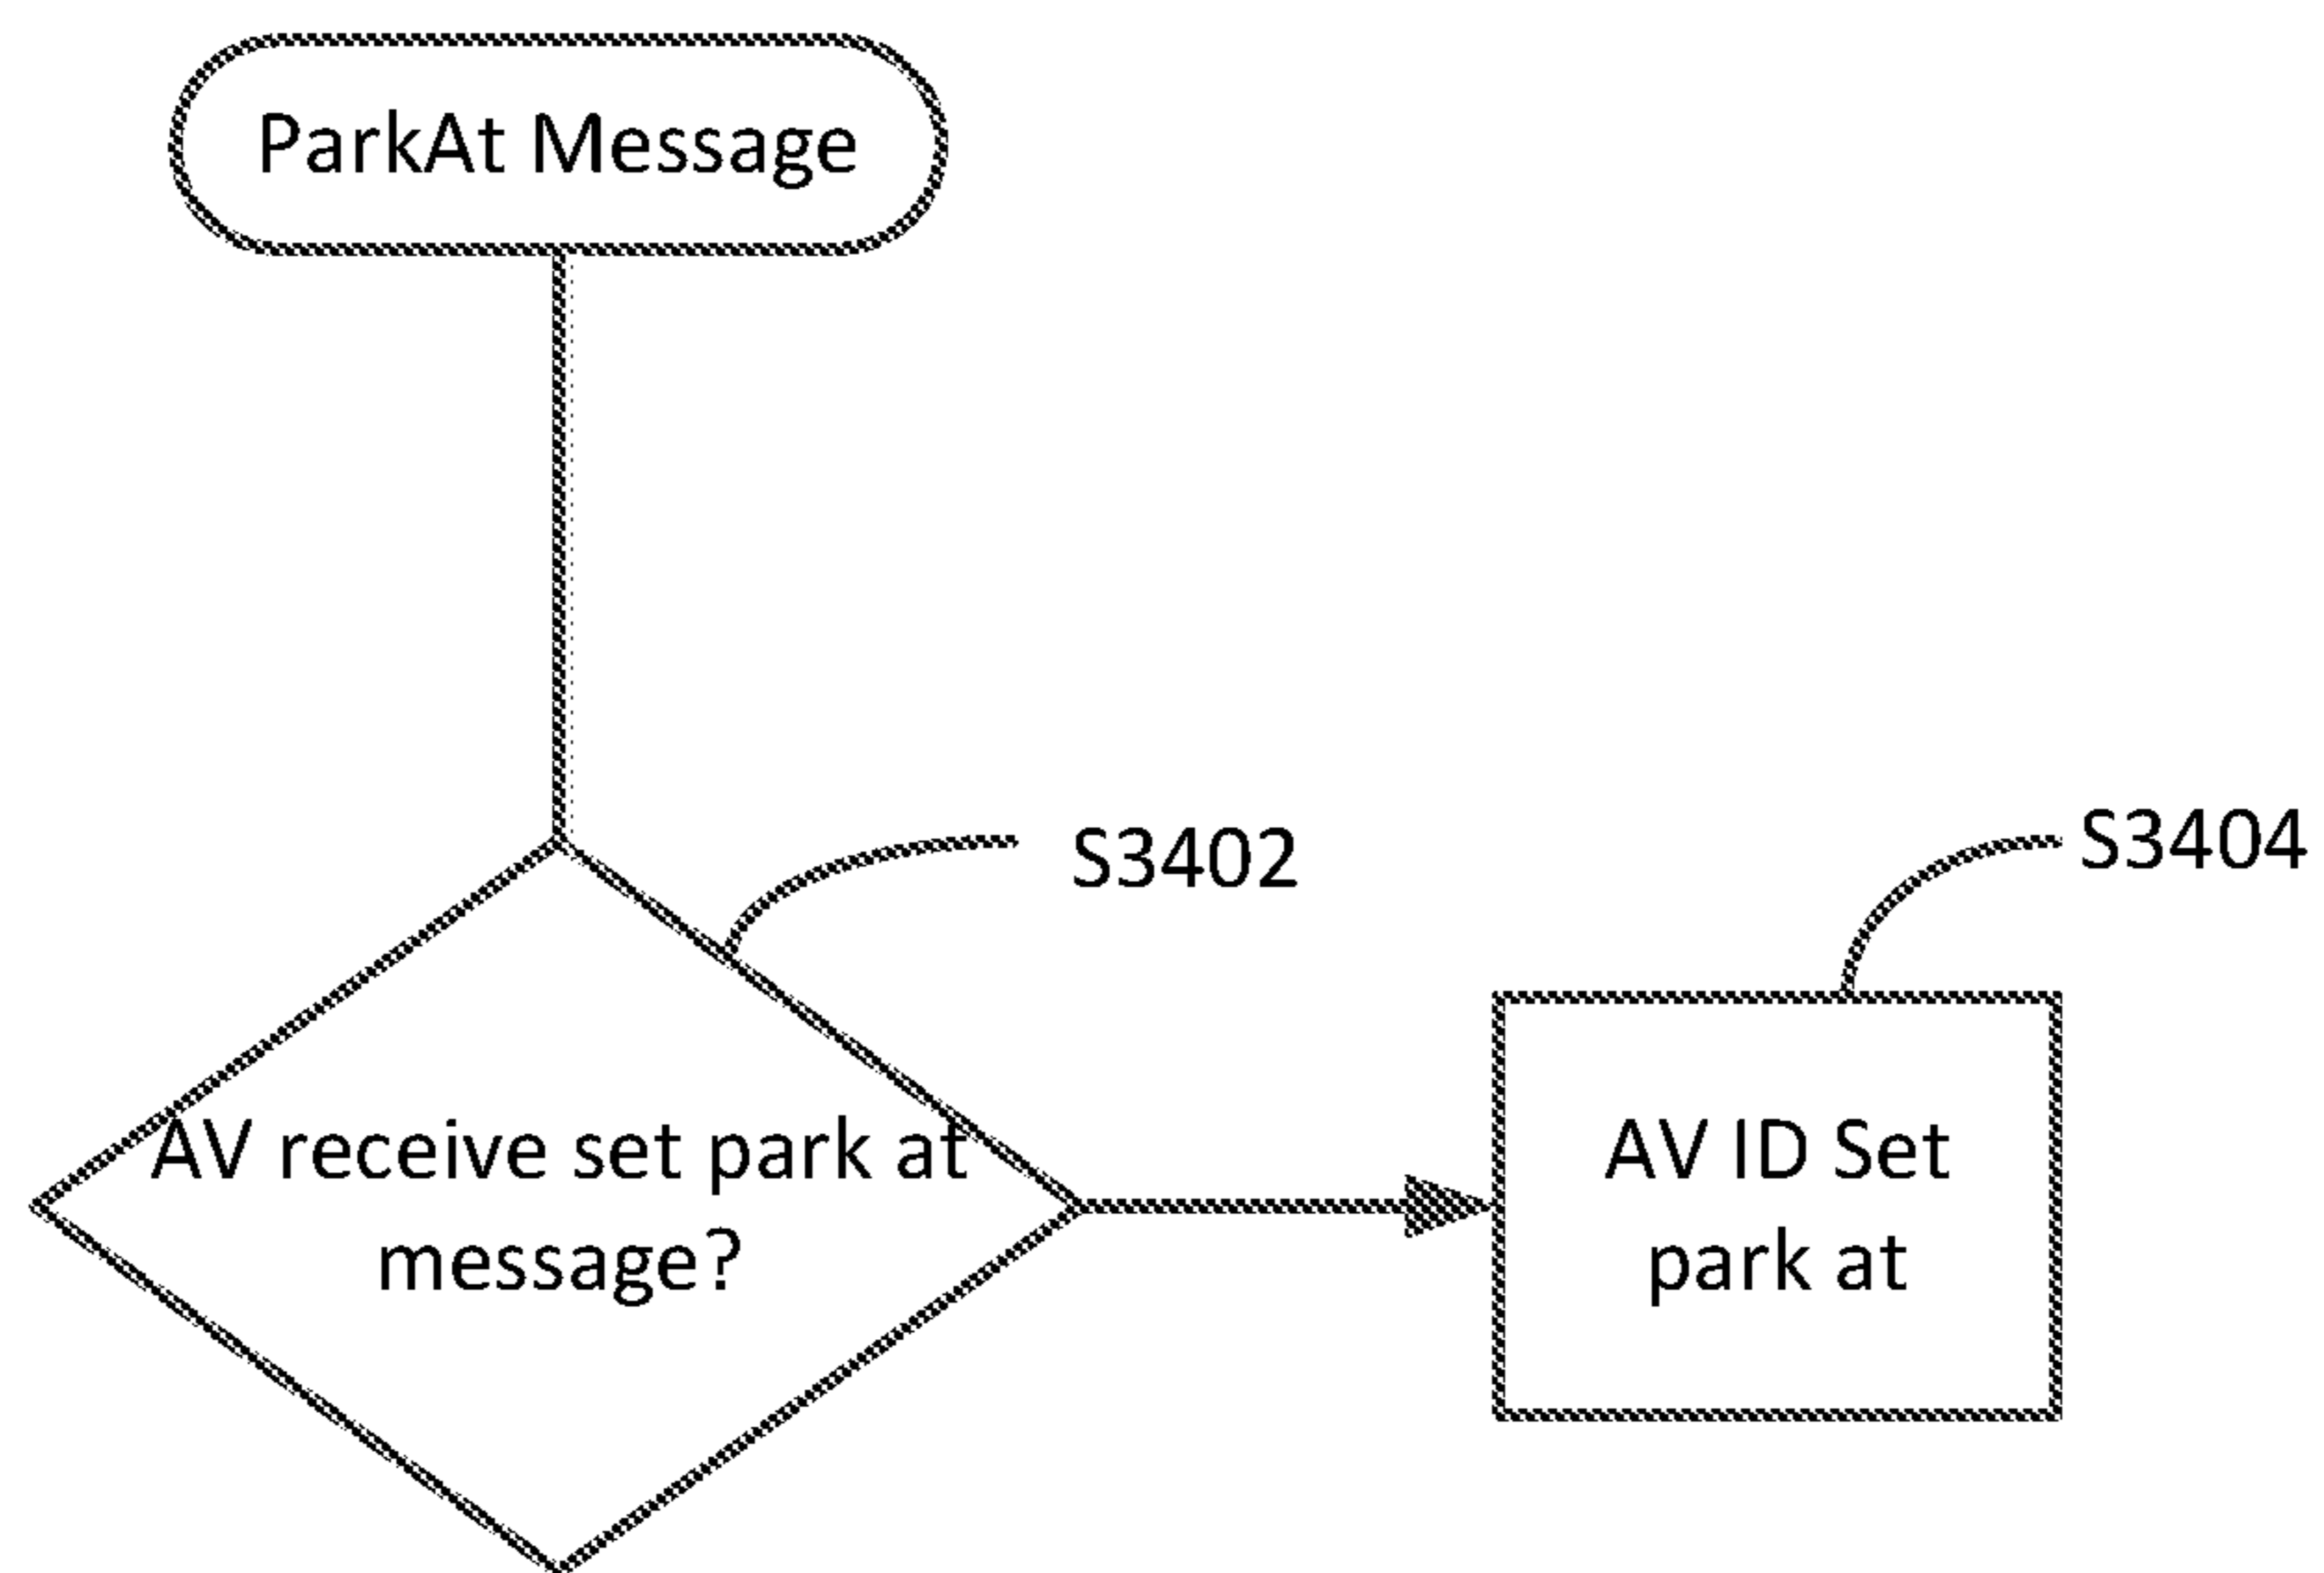 ParkAt Message
S3402
S3404
AV receive set park at
message?
AV ID Set
park at